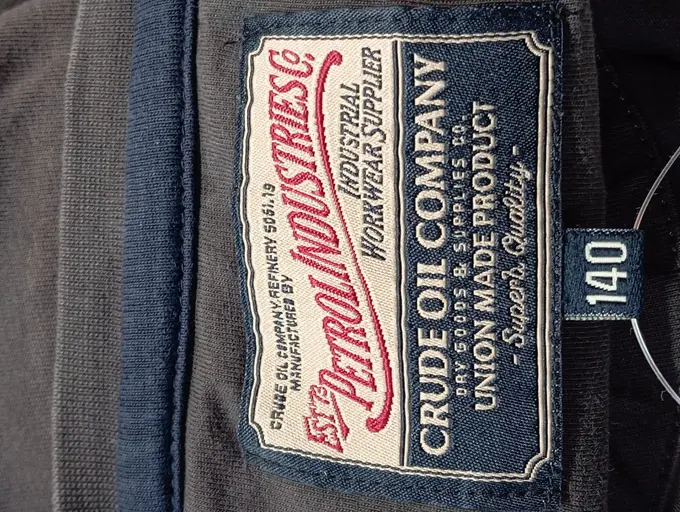 CRUDE OIL COMPANY, REFINERY 5061.19
MANUFACTURED BY
EST'73 PETROL INDUSTRIES Co.
INDUSTRIAL
WORKWEAR SUPPLIER
CRUDE OIL COMPANY
DRY GOODS & SUPPLIES CO.
UNION MADE PRODUCT
- Superb Quality -
140